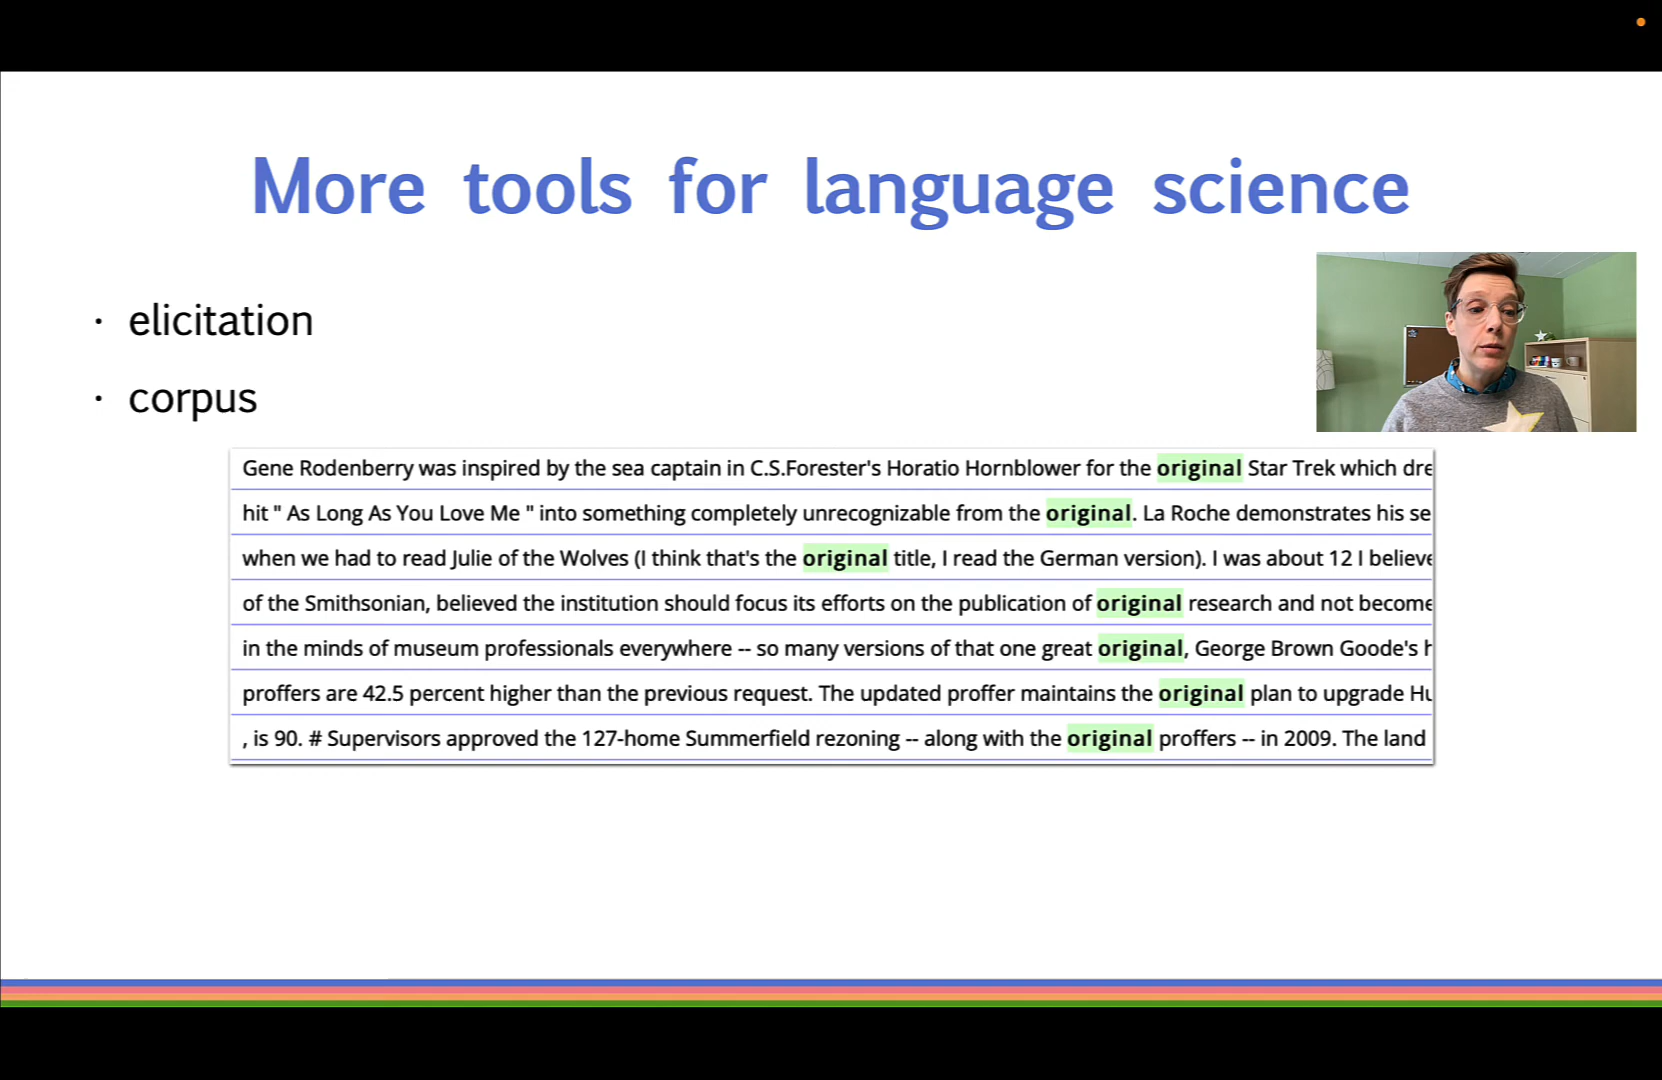 More tools for language science
· elicitation
· corpus
Gene Rodenberry was inspired by the sea captain in C.S.Forester's Horatio Hornblower for the original Star Trek which dre
hit " As Long As You Love Me " into something completely unrecognizable from the original. La Roche demonstrates his se
when we had to read Julie of the Wolves (I think that's the original title, I read the German version). I was about 12 I believe
of the Smithsonian, believed the institution should focus its efforts on the publication of original research and not become
in the minds of museum professionals everywhere -- so many versions of that one great original, George Brown Goode's h
proffers are 42.5 percent higher than the previous request. The updated proffer maintains the original plan to upgrade Hu
, is 90. # Supervisors approved the 127-home Summerfield rezoning -- along with the original proffers -- in 2009. The land